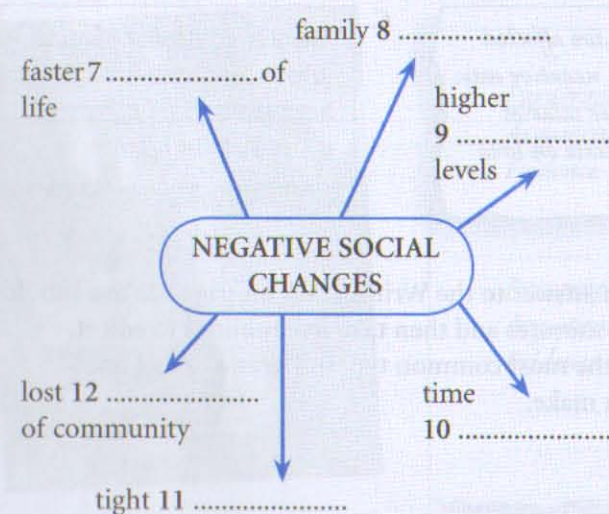 family 8 ....................
faster 7 ....................of
life
higher
9 ....................
levels
NEGATIVE SOCIAL
CHANGES
lost 12 ....................
of community
time
10 ....................
tight 11 ....................